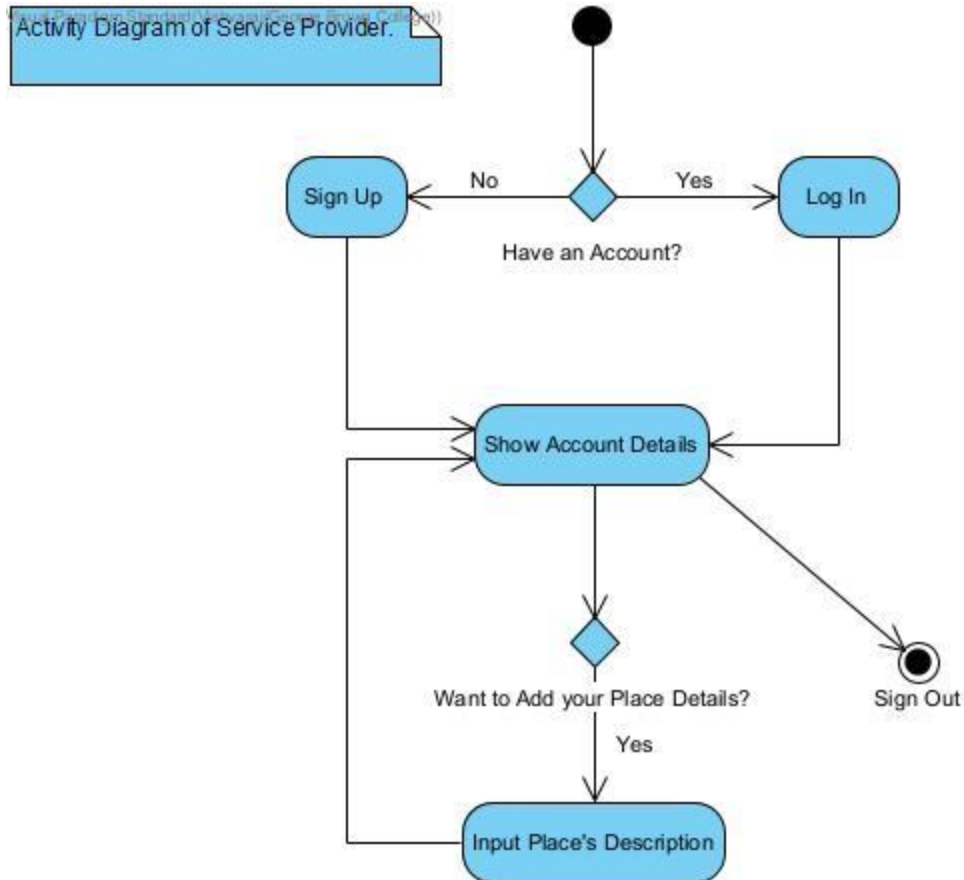 Activity Diagram of Service Provider.
No
Yes
Sign Up
Log In
Have an Account?
Show Account Details
Want to Add your Place Details?
Sign Out
Yes
Input Place's Description